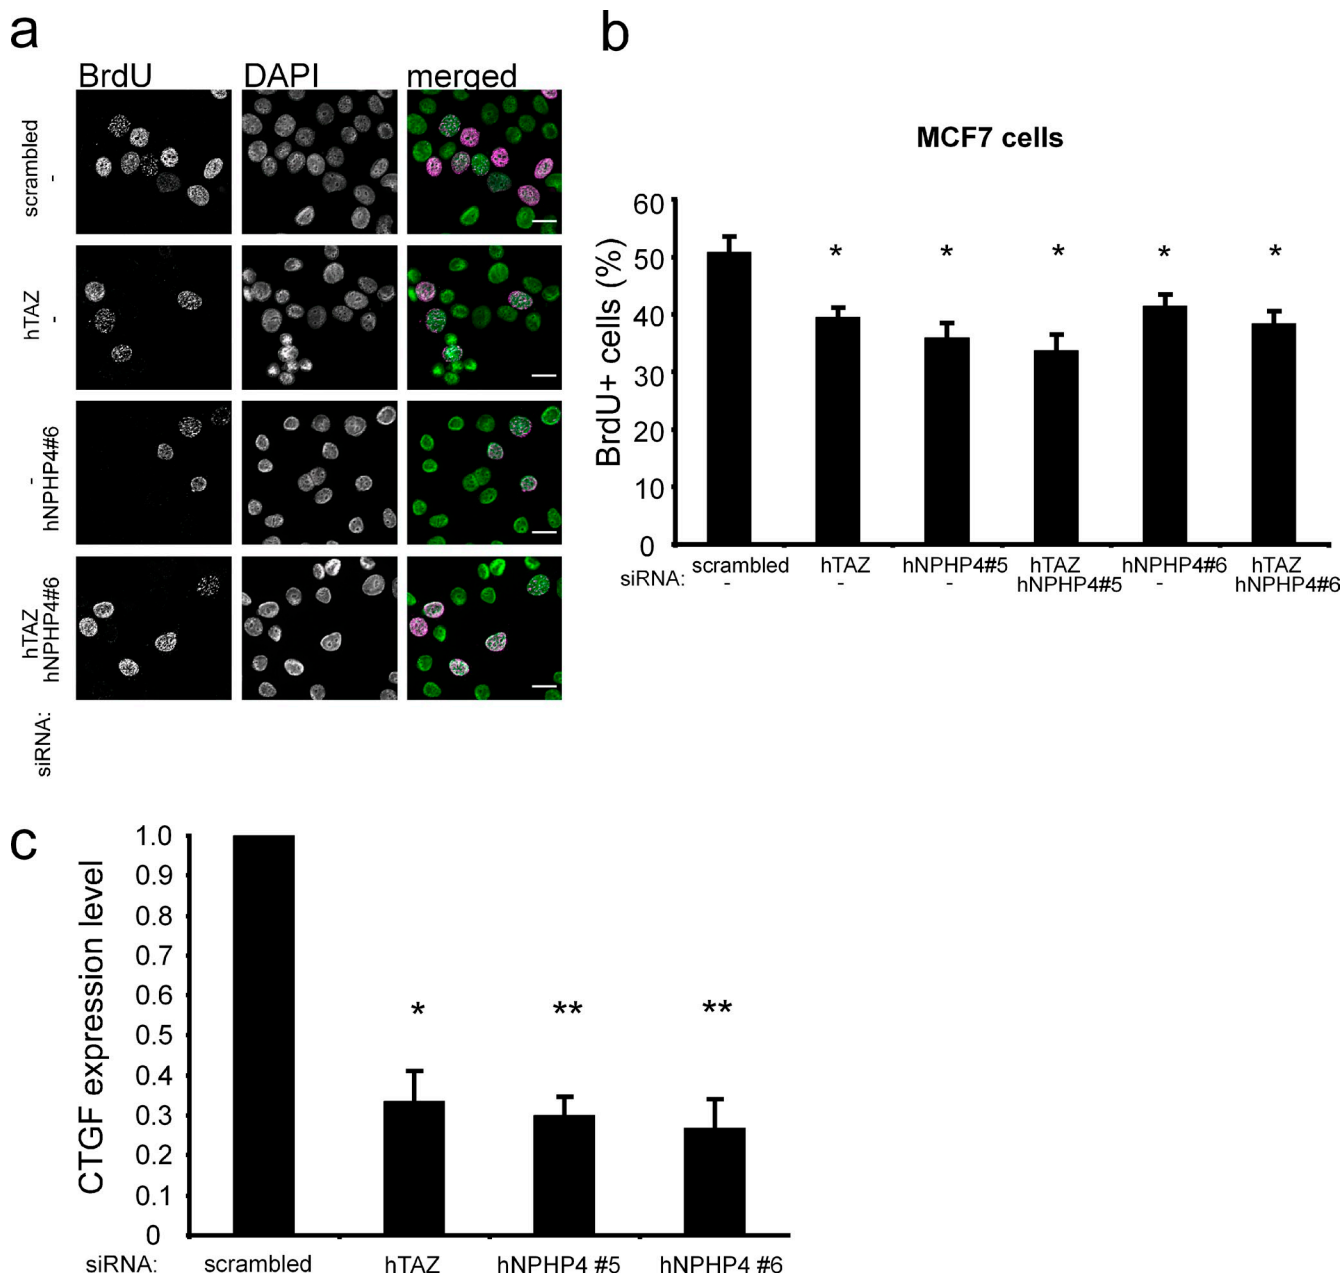 a
BrdU DAPI merged
scrambled
-
hTAZ
-
-
hNPHP4#6
hTAZ
hNPHP4#6
siRNA:
b
MCF7 cells
BrdU+ cells (%)
60
50
40
30
20
10
0
* * * * *
siRNA: scrambled hTAZ hNPHP4#5 hTAZ hNPHP4#6 hTAZ
- - - hNPHP4#5 - hNPHP4#6
c
CTGF expression level
1.0
0.9
0.8
0.7
0.6
0.5
0.4
0.3
0.2
0.1
0
* ** **
siRNA: scrambled hTAZ hNPHP4 #5 hNPHP4 #6